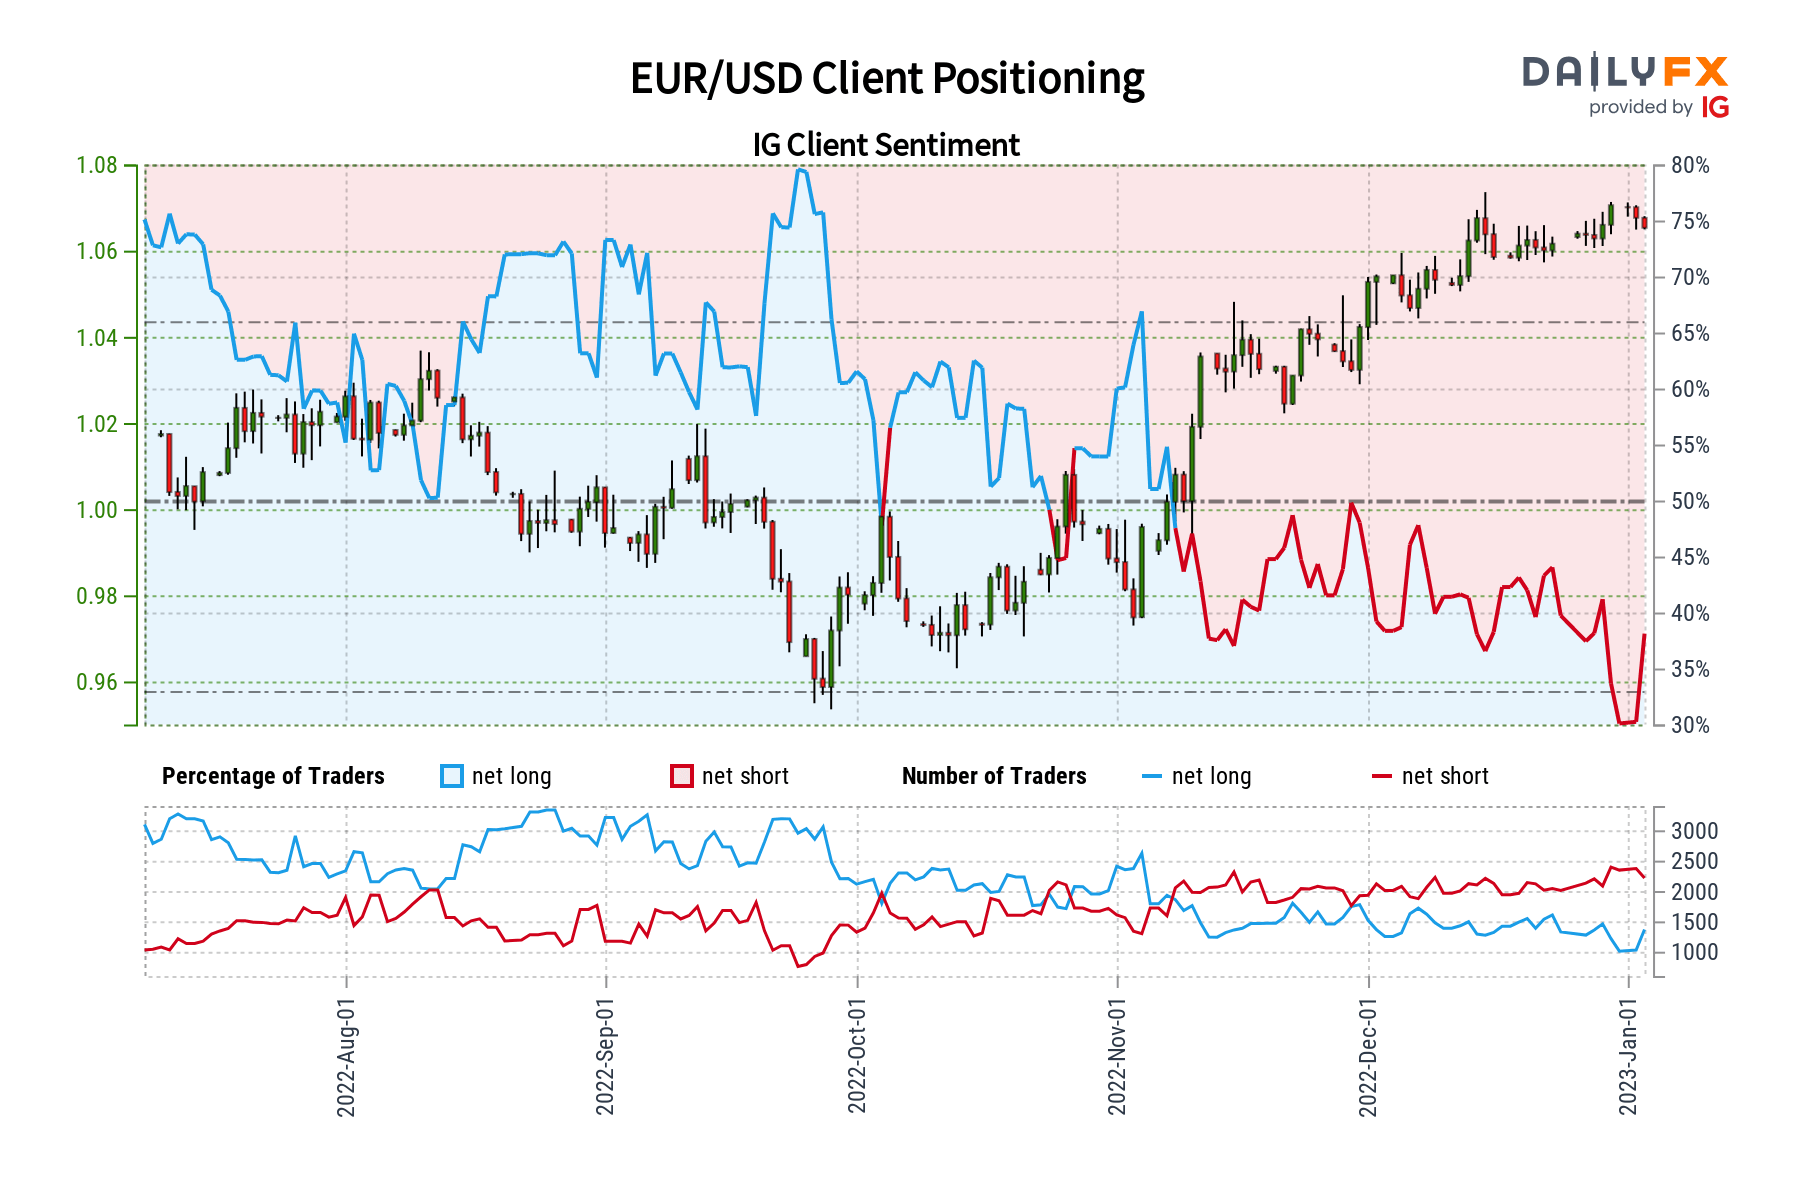 EUR/USD Client Positioning
DAILYFX
provided by IG
IG Client Sentiment
1.08
1.06
1.04
1.02
1.00
0.98
0.96
80%
75%
70%
65%
60%
55%
50%
45%
40%
35%
30%
Percentage of Traders net long net short Number of Traders net long net short
3000
2500
2000
1500
1000
2022-Aug-01
2022-Sep-01
2022-Oct-01
2022-Nov-01
2022-Dec-01
2023-Jan-01